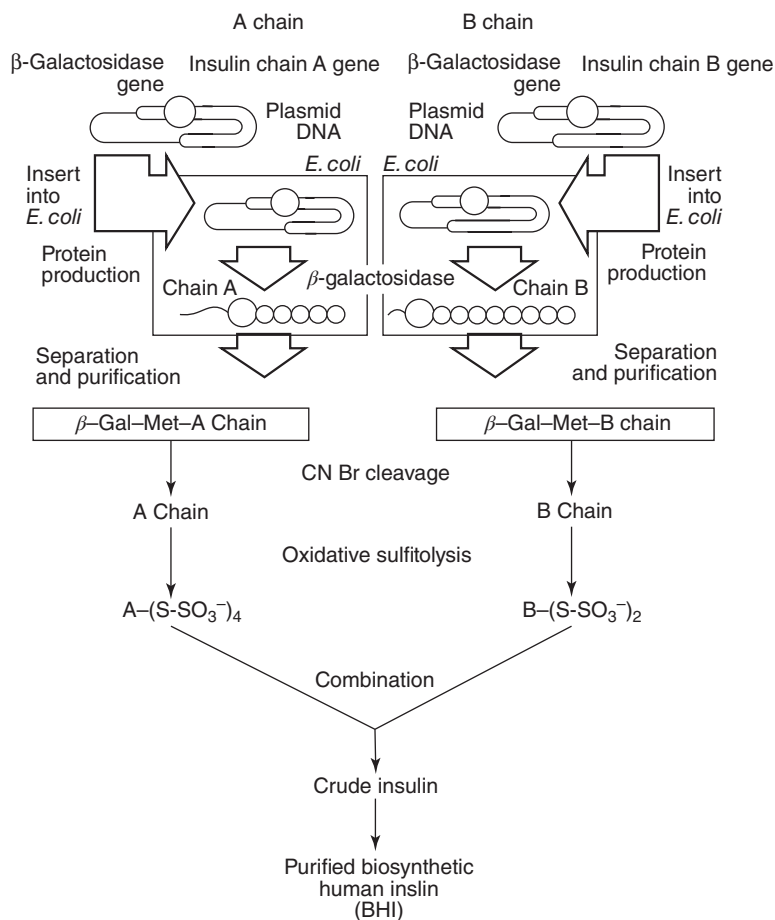 A chain
B chain
β-Galactosidase
gene
Insulin chain A gene
β-Galactosidase
gene
Insulin chain B gene
Plasmid
DNA
Plasmid
DNA
E. coli
E. coli
Insert
into
E. coli
Insert
into
E. coli
Protein
production
Protein
production
β-galactosidase
Chain A
Chain B
Separation
and purification
Separation
and purification
β–Gal–Met–A Chain
β–Gal–Met–B chain
CN Br cleavage
A Chain
B Chain
Oxidative sulfitolysis
A–(S-SO₃⁻)₄
B–(S-SO₃⁻)₂
Combination
Crude insulin
Purified biosynthetic
human inslin
(BHI)